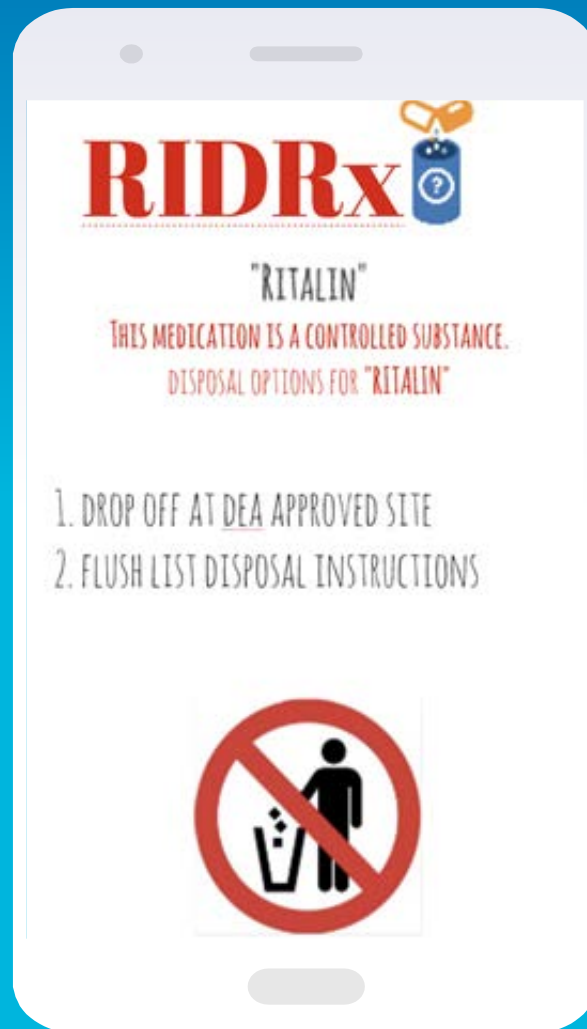 RIDRx
?
"RITALIN"
THIS MEDICATION IS A CONTROLLED SUBSTANCE.
DISPOSAL OPTIONS FOR "RITALIN"
1. DROP OFF AT DEA APPROVED SITE
2. FLUSH LIST DISPOSAL INSTRUCTIONS